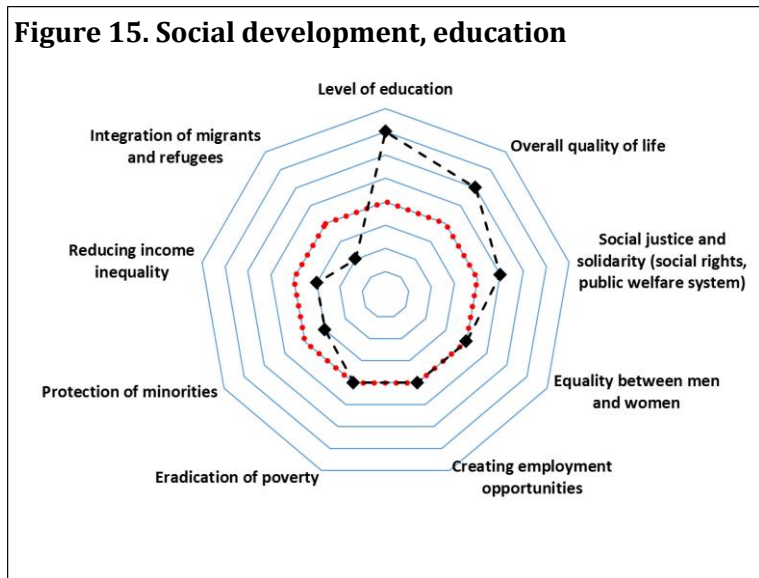 Figure 15. Social development, education
Level of education
Integration of migrants
and refugees
Overall quality of life
Reducing income
inequality
Social justice and
solidarity (social rights,
public welfare system)
Protection of minorities
Equality between men
and women
Eradication of poverty
Creating employment
opportunities